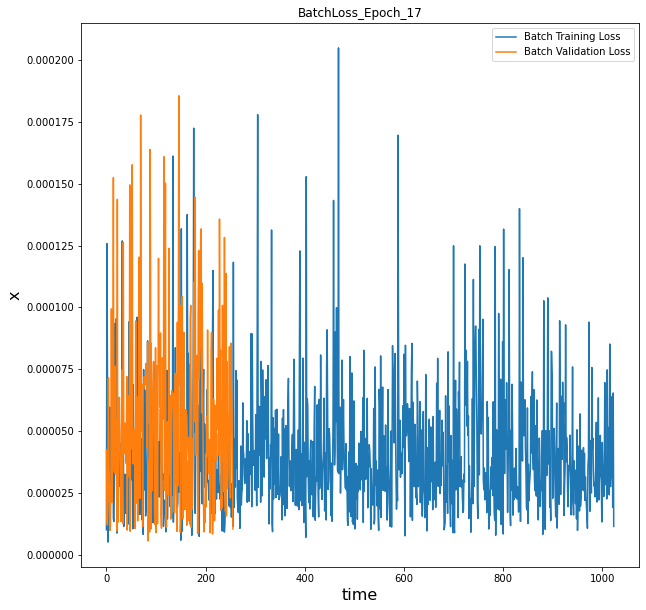 BatchLoss_Epoch_17
Batch Training Loss
Batch Validation Loss
0.000200
0.000175
0.000150
0.000125
0.000100
0.000075
0.000050
0.000025
0.000000
x
0 200 400 600 800 1000
time